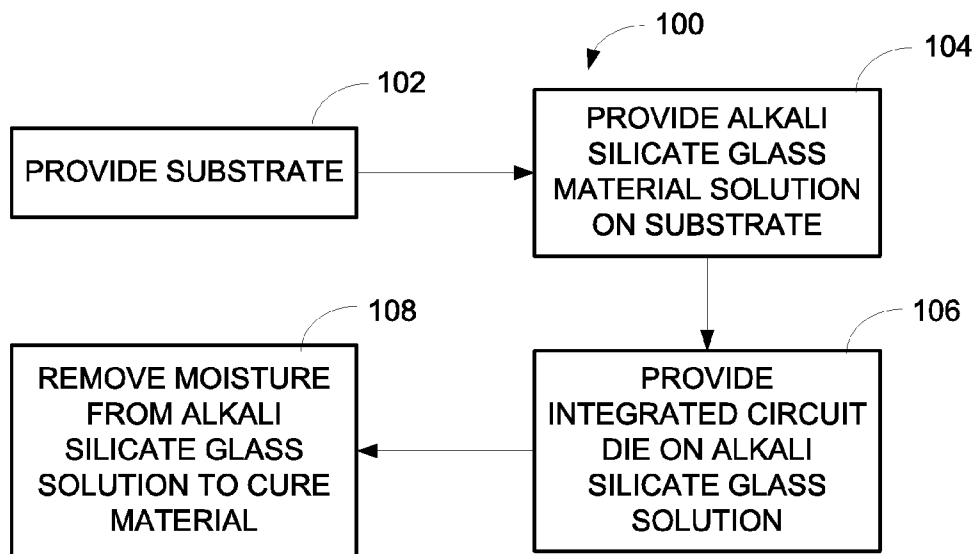 100
102
PROVIDE SUBSTRATE
104
PROVIDE ALKALI
SILICATE GLASS
MATERIAL SOLUTION
ON SUBSTRATE
106
PROVIDE
INTEGRATED CIRCUIT
DIE ON ALKALI
SILICATE GLASS
SOLUTION
108
REMOVE MOISTURE
FROM ALKALI
SILICATE GLASS
SOLUTION TO CURE
MATERIAL